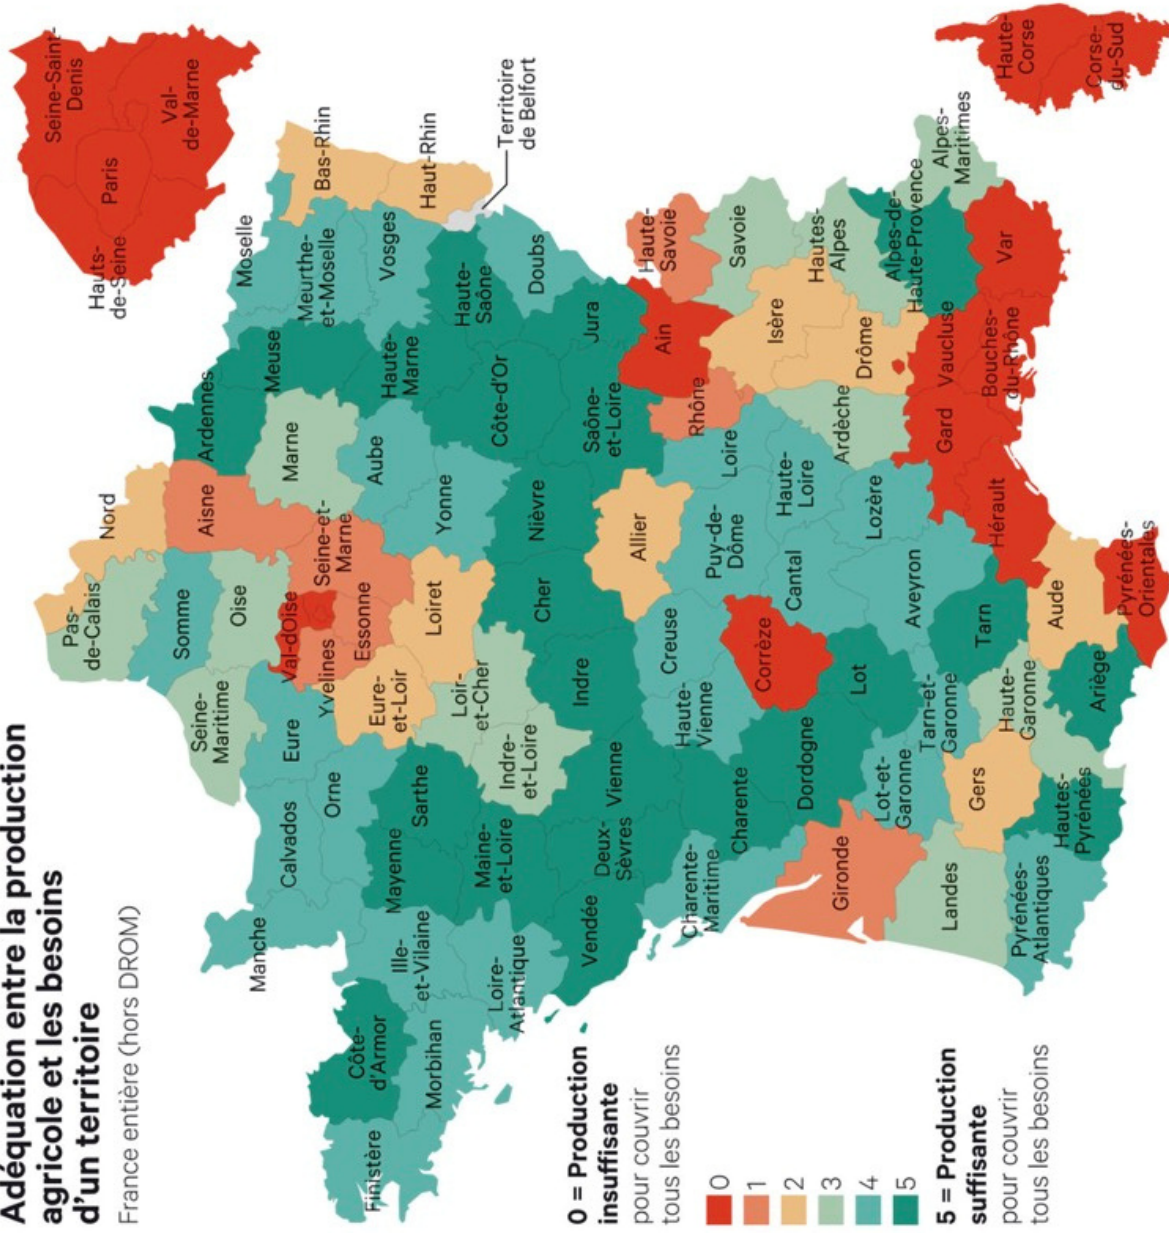 Adéquation entre la production
agricole et les besoins
d'un territoire
France entière (hors DROM)
Seine-Saint-
Denis
Paris
Val-
de-Marne
Hauts-
de-Seine
Nord
Pas-
de-Calais
Somme
Aisne
Ardennes
Seine-
Maritime
Oise
Meuse
Moselle
Bas-Rhin
Manche
Calvados
Eure
Val-d'Oise
Yvelines
Seine-et-
Marne
Essonne
Marne
Meurthe-
et-Moselle
Vosges
Haut-Rhin
Territoire
de Belfort
Finistère
Côte-
d'Armor
Morbihan
Ille-
et-Vilaine
Mayenne
Orne
Sarthe
Eure-
et-Loir
Loiret
Aube
Haute-
Marne
Haute-
Saône
Doubs
Loire-
Atlantique
Maine-
et-Loire
Indre-
et-Loire
Loir-
et-Cher
Yonne
Côte-d'Or
Jura
Vendée
Deux-
Sèvres
Vienne
Indre
Cher
Nièvre
Saône-
et-Loire
Allier
Charente-
Maritime
Charente
Haute-
Vienne
Creuse
Puy-de-
Dôme
Loire
Rhône
Ain
Haute-
Savoie
Savoie
Gironde
Dordogne
Corrèze
Cantal
Haute-
Loire
Isère
Ardèche
Drôme
Hautes-
Alpes
Lot-et-
Garonne
Lot
Aveyron
Lozère
Landes
Gers
Tarn-et-
Garonne
Tarn
Hérault
Gard
Vaucluse
Alpes-de-
Haute-Provence
Alpes-
Maritimes
Bouches-
du-Rhône
Var
Pyrénées-
Atlantiques
Hautes-
Pyrénées
Haute-
Garonne
Ariège
Aude
Pyrénées-
Orientales
Haute-
Corse
Corse-
du-Sud
0 = Production
insuffisante
pour couvrir
tous les besoins
0
1
2
3
4
5
5 = Production
suffisante
pour couvrir
tous les besoins